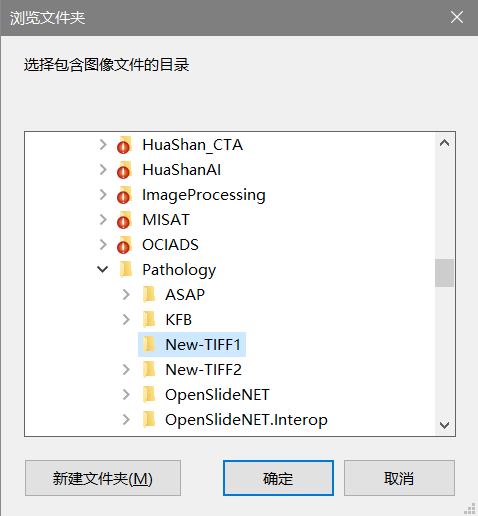 浏览文件夹
选择包含图像文件的目录
HuaShan_CTA
HuaShanAI
ImageProcessing
MISAT
OCIADS
Pathology
ASAP
KFB
New-TIFF1
New-TIFF2
OpenSlideNET
OpenSlideNET.Interop
新建文件夹(M) 确定 取消